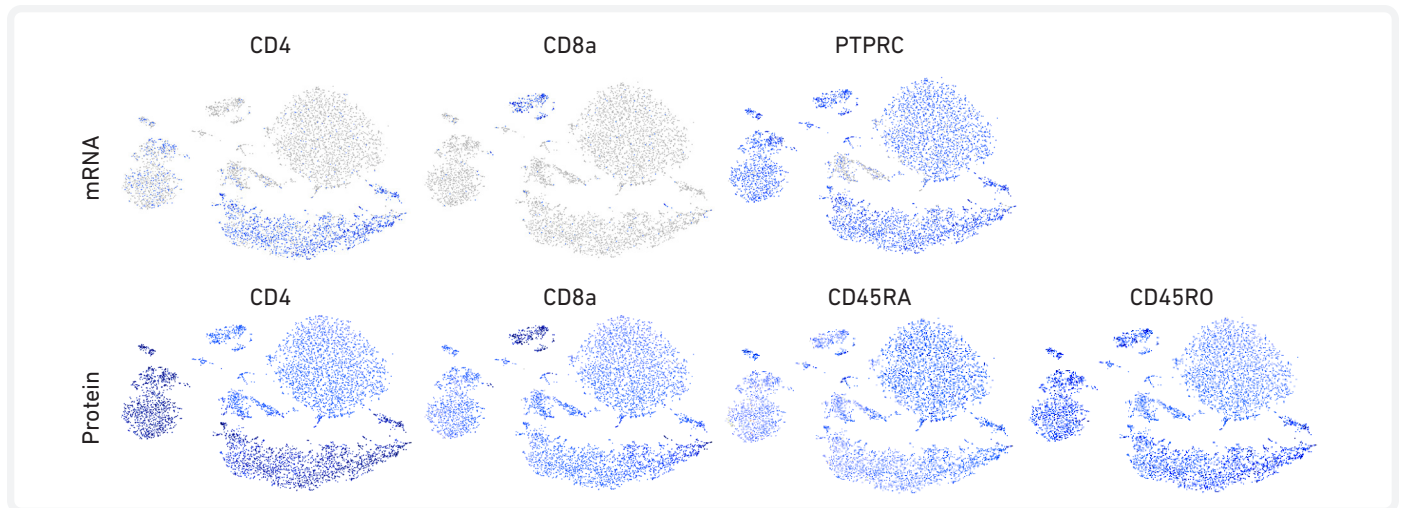 CD4
CD8a
PTPRC
mRNA
CD4
CD8a
CD45RA
CD45RO
Protein